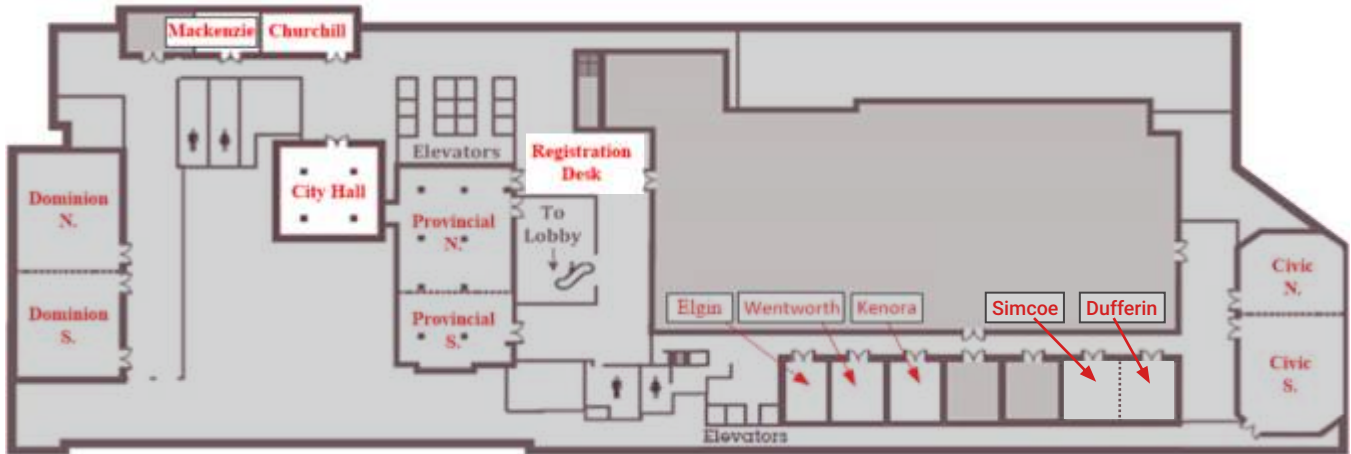 Mackenzie
Churchill
Elevators
Registration
Desk
City Hall
Dominion
N.
Provincial
N.
To
Lobby
Civic
N.
Elgin
Wentworth
Kenora
Simcoe
Dufferin
Dominion
S.
Provincial
S.
Civic
S.
Elevators